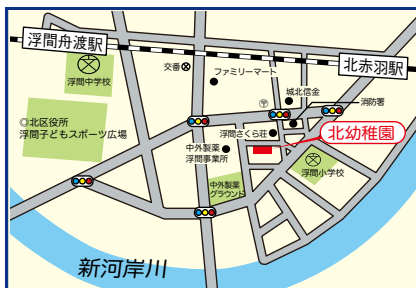 浮間舟渡駅
交番
ファミリーマート
北赤羽駅
浮間中学校
城北信金
〒
消防署
◎北区役所
浮間子どもスポーツ広場
浮間さくら荘
北幼稚園
中外製薬
浮間事業所
浮間小学校
中外製薬
グラウンド
新河岸川